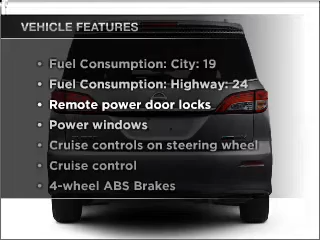 VEHICLE FEATURES
• Fuel Consumption: City: 19
• Fuel Consumption: Highway: 24
• Remote power door locks
• Power windows
• Cruise controls on steering wheel
• Cruise control
• 4-wheel ABS Brakes